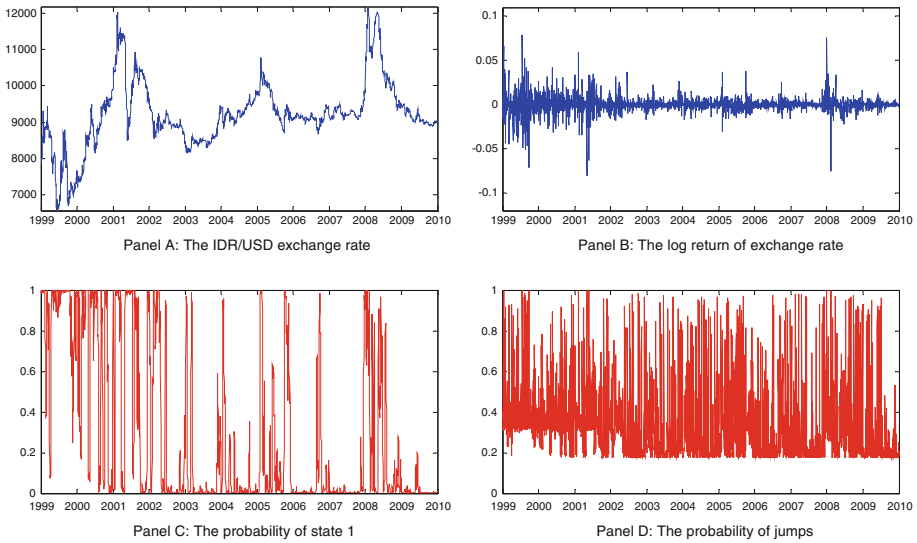 12000
11000
10000
9000
8000
7000
1999 2000 2001 2002 2003 2004 2005 2006 2007 2008 2009 2010
Panel A: The IDR/USD exchange rate
0.1
0.05
0
-0.05
-0.1
1999 2000 2001 2002 2003 2004 2005 2006 2007 2008 2009 2010
Panel B: The log return of exchange rate
1
0.8
0.6
0.4
0.2
0
1999 2000 2001 2002 2003 2004 2005 2006 2007 2008 2009 2010
Panel C: The probability of state 1
1
0.8
0.6
0.4
0.2
0
1999 2000 2001 2002 2003 2004 2005 2006 2007 2008 2009 2010
Panel D: The probability of jumps